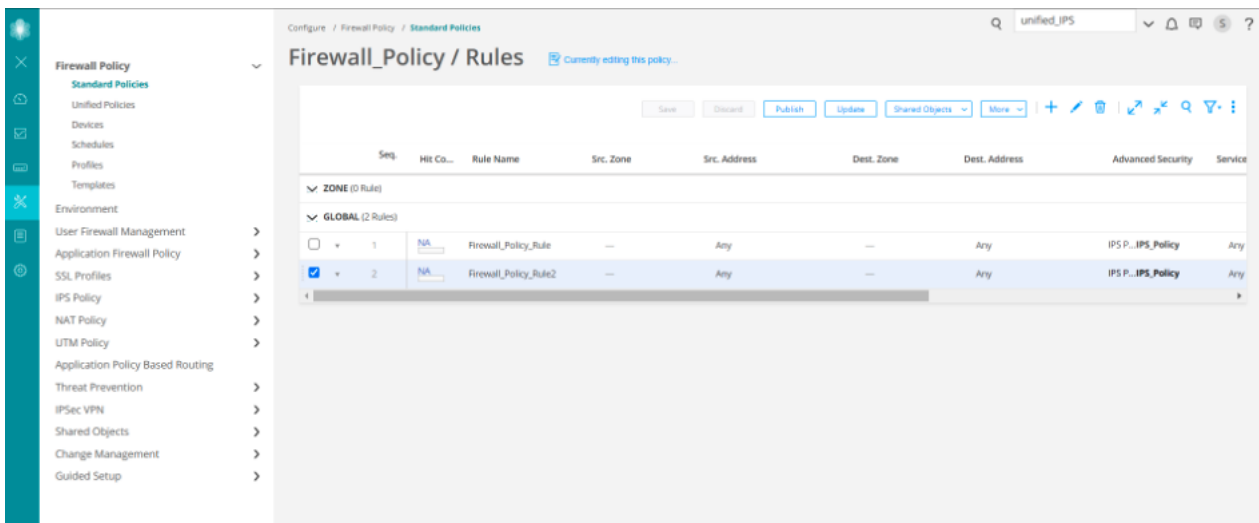 Configure / Firewall Policy / Standard Policies
unified_IPS
S ?
Firewall_Policy / Rules Currently editing this policy...
Firewall Policy
Standard Policies
Unified Policies
Devices
Schedules
Profiles
Templates
Environment
User Firewall Management
Application Firewall Policy
SSL Profiles
IPS Policy
NAT Policy
UTM Policy
Application Policy Based Routing
Threat Prevention
IPSec VPN
Shared Objects
Change Management
Guided Setup
Save Discard Publish Update Shared Objects More
Seq. Hit Co... Rule Name Src. Zone Src. Address Dest. Zone Dest. Address Advanced Security Service
ZONE (0 Rule)
GLOBAL (2 Rules)
1 NA Firewall_Policy_Rule — Any — Any IPS P...IPS_Policy Any
2 NA Firewall_Policy_Rule2 — Any — Any IPS P...IPS_Policy Any